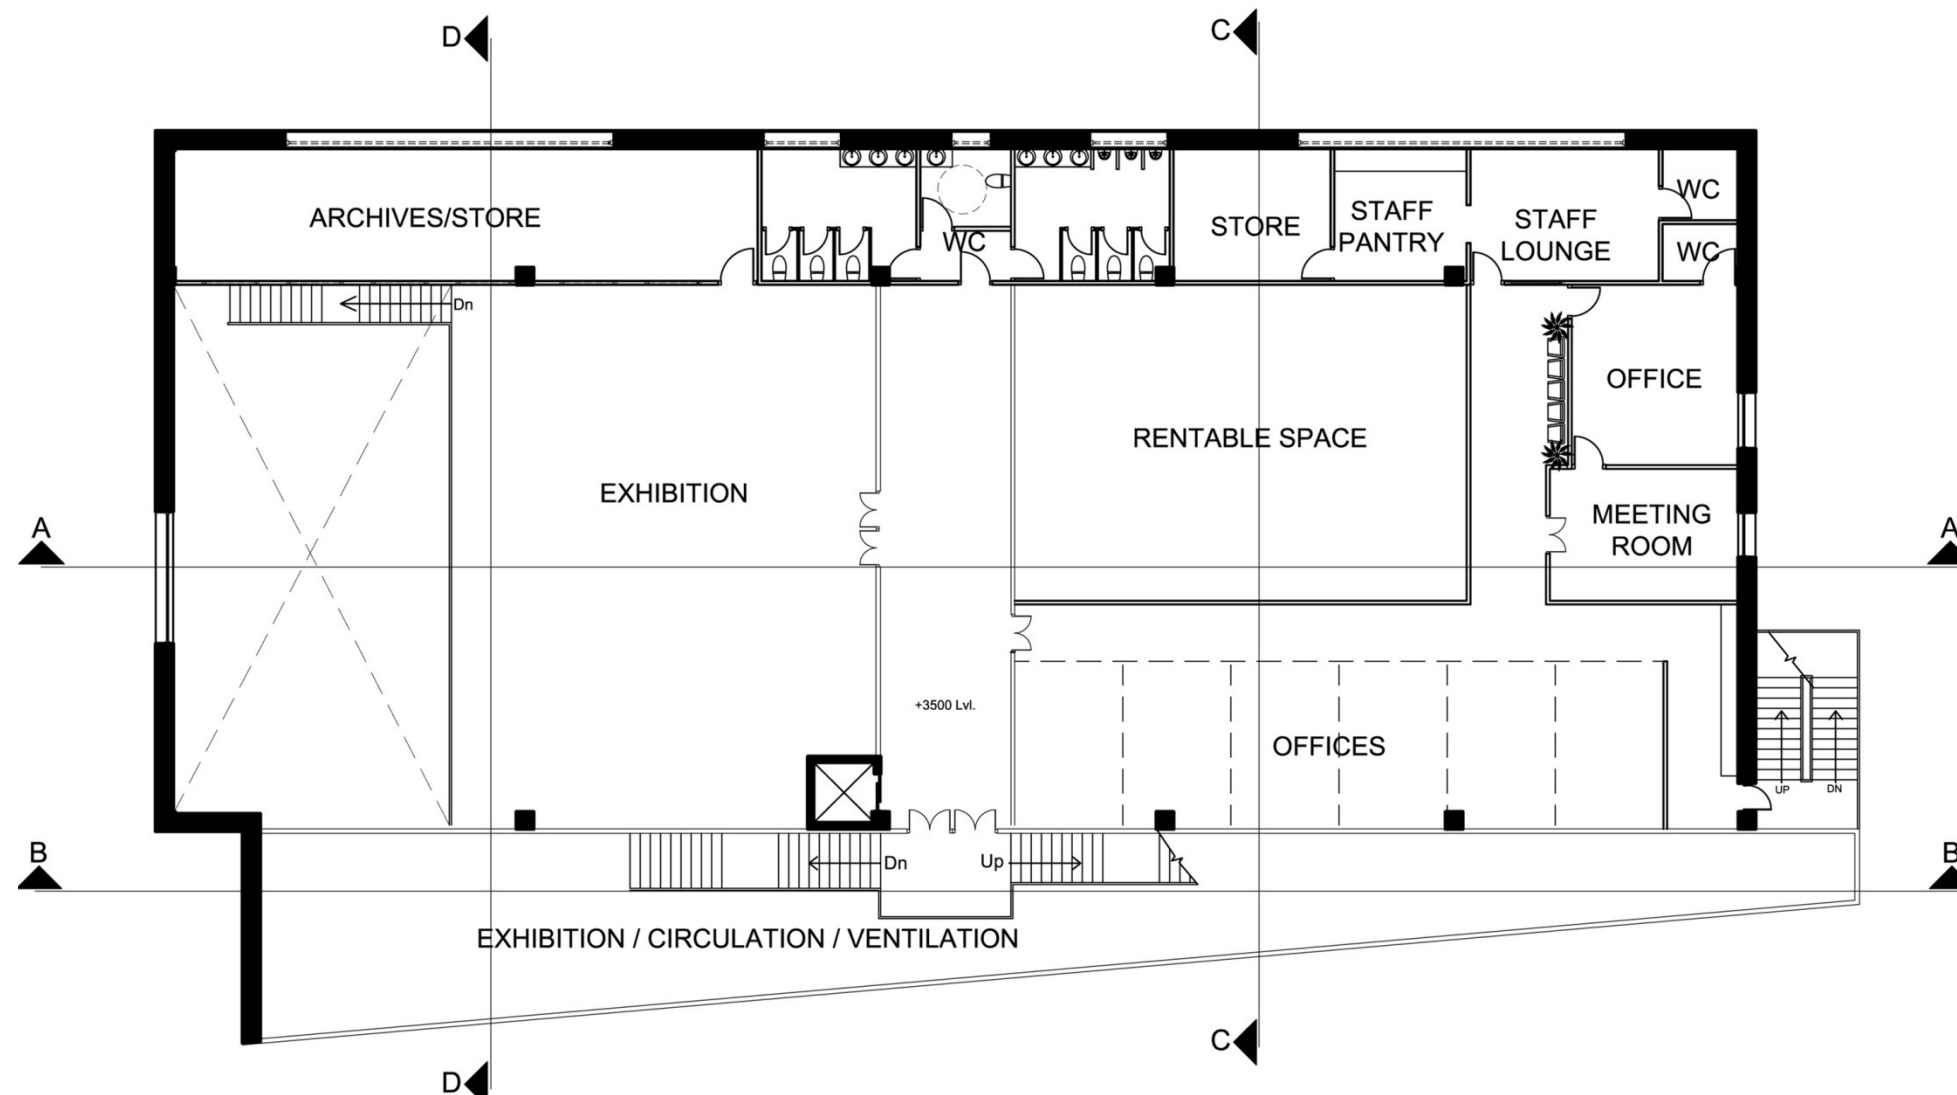 D
C
ARCHIVES/STORE
WC
STORE
STAFF
PANTRY
STAFF
LOUNGE
WC
WC
Dn
OFFICE
RENTABLE SPACE
EXHIBITION
MEETING
ROOM
A
A
+3500 Lvl.
OFFICES
UP
DN
B
B
Dn
Up
EXHIBITION / CIRCULATION / VENTILATION
C
D